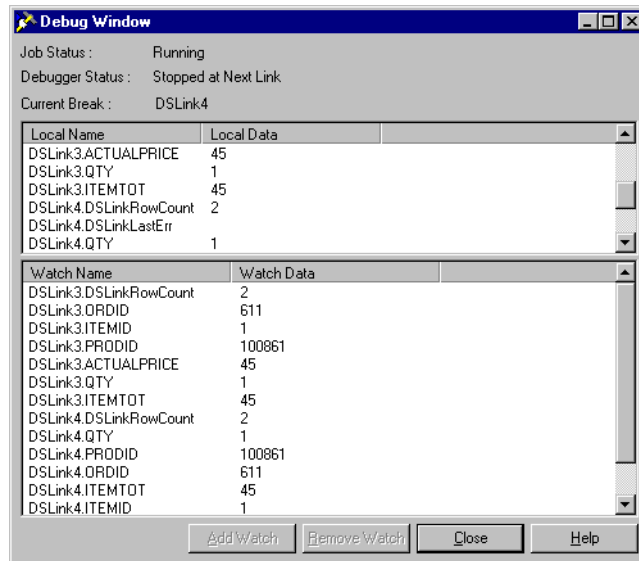 Debug Window
Job Status : Running
Debugger Status : Stopped at Next Link
Current Break : DSLink4
Local Name Local Data
DSLink3.ACTUALPRICE 45
DSLink3.QTY 1
DSLink3.ITEMTOT 45
DSLink4.DSLinkRowCount 2
DSLink4.DSLinkLastErr
DSLink4.QTY 1
Watch Name Watch Data
DSLink3.DSLinkRowCount 2
DSLink3.ORDID 611
DSLink3.ITEMID 1
DSLink3.PRODID 100861
DSLink3.ACTUALPRICE 45
DSLink3.QTY 1
DSLink3.ITEMTOT 45
DSLink4.DSLinkRowCount 2
DSLink4.QTY 1
DSLink4.PRODID 100861
DSLink4.ORDID 611
DSLink4.ITEMTOT 45
DSLink4.ITEMID 1
Add Watch Remove Watch Close Help